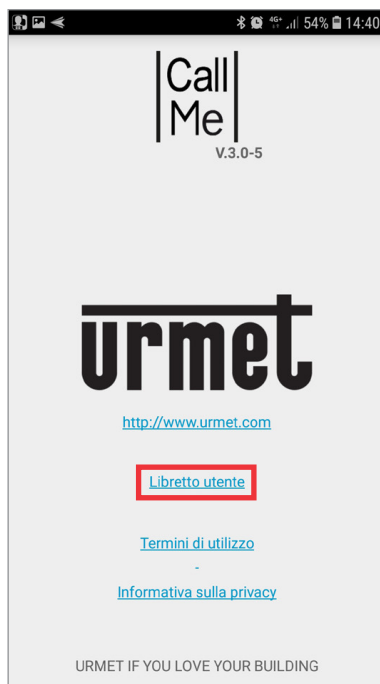 4G+ 54% 14:40
Call
Me
V.3.0-5
urmet
http://www.urmet.com
Libretto utente
Termini di utilizzo
-
Informativa sulla privacy
URMET IF YOU LOVE YOUR BUILDING